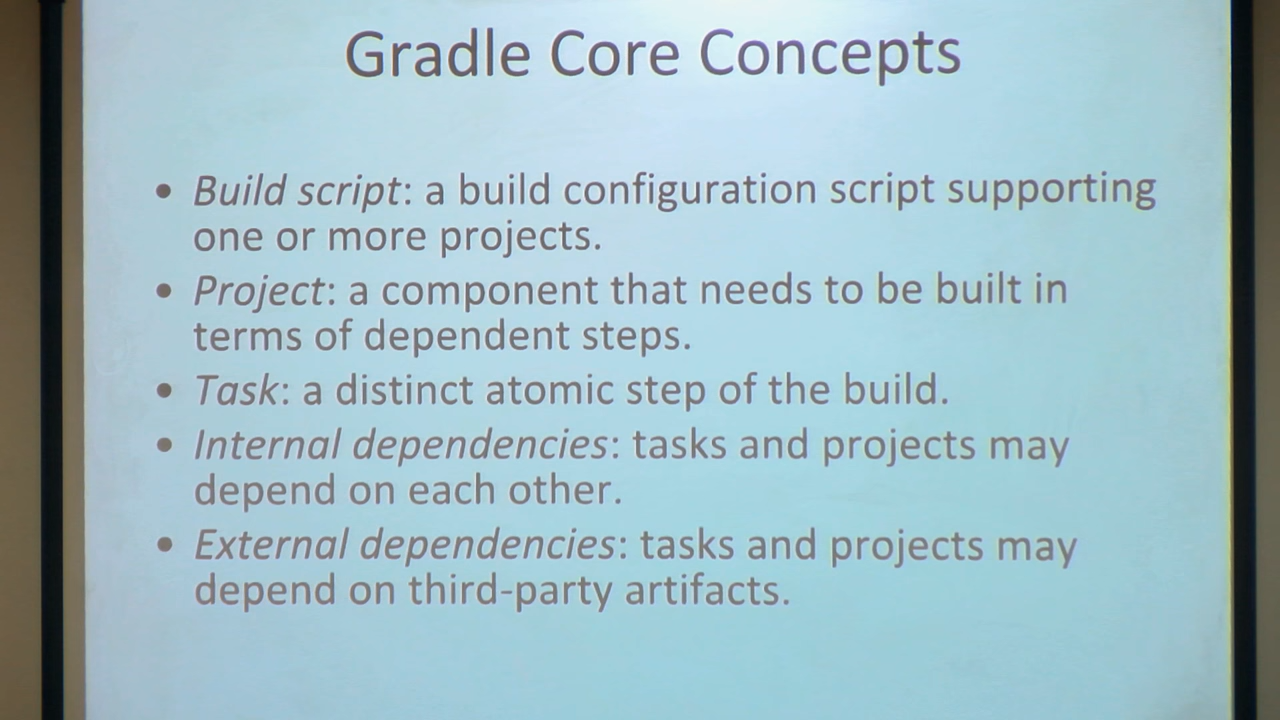 Gradle Core Concepts
• Build script: a build configuration script supporting
one or more projects.
• Project: a component that needs to be built in
terms of dependent steps.
• Task: a distinct atomic step of the build.
• Internal dependencies: tasks and projects may
depend on each other.
• External dependencies: tasks and projects may
depend on third-party artifacts.